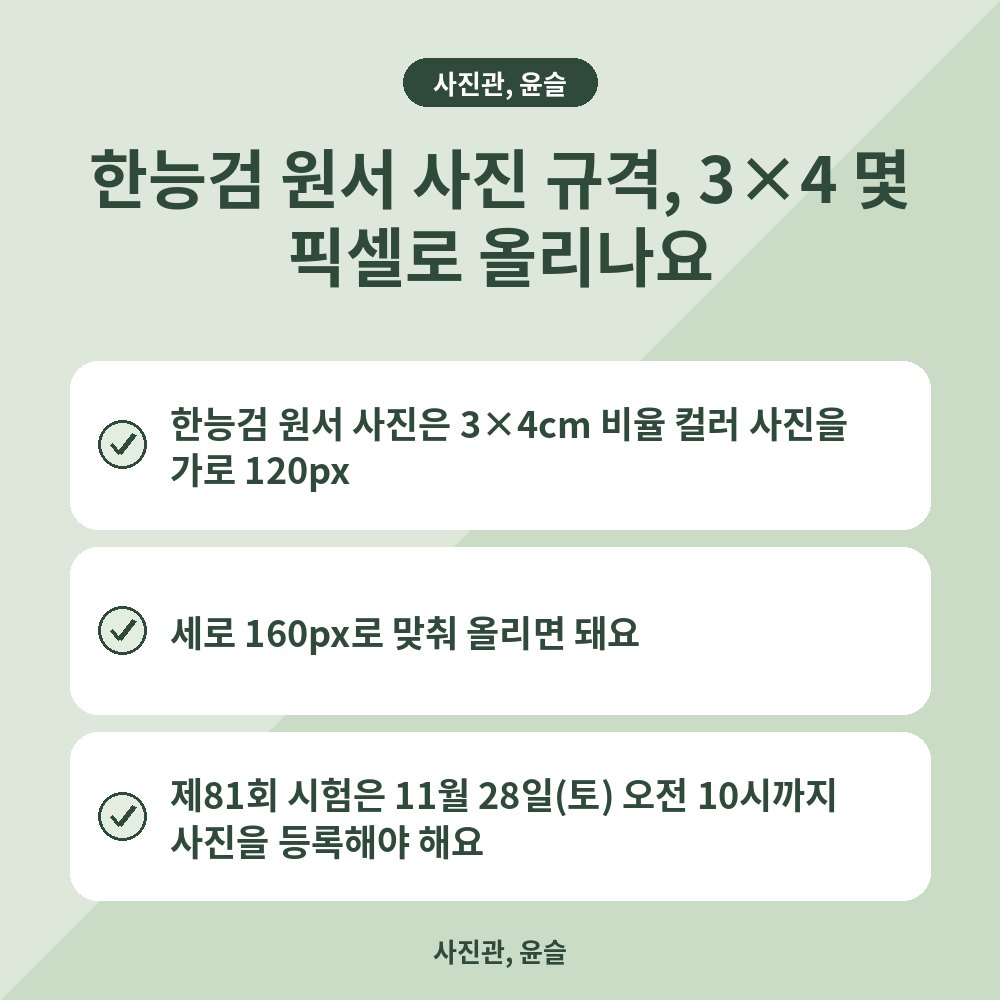 사진관, 윤슬
한능검 원서 사진 규격, 3×4 몇
픽셀로 올리나요
한능검 원서 사진은 3×4cm 비율 컬러 사진을
가로 120px
세로 160px로 맞춰 올리면 돼요
제81회 시험은 11월 28일(토) 오전 10시까지
사진을 등록해야 해요
사진관, 윤슬